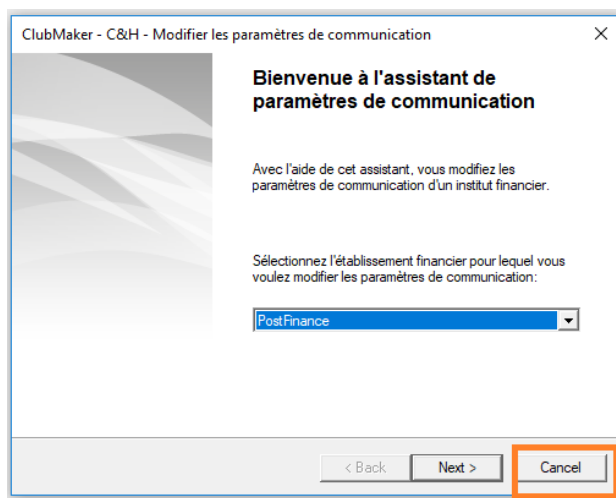 ClubMaker - C&H - Modifier les paramètres de communication
Bienvenue à l'assistant de
paramètres de communication
Avec l'aide de cet assistant, vous modifiez les
paramètres de communication d'un institut financier.
Sélectionnez l'établissement financier pour lequel vous
voulez modifier les paramètres de communication:
PostFinance
< Back Next > Cancel